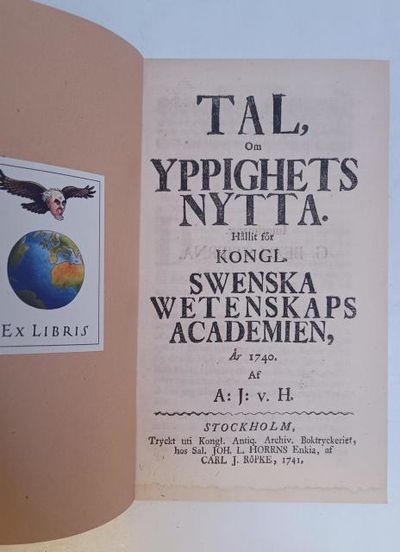 EX LIBRIS
TAL,
Om
YPPIGHETS
NYTTA.
Hållit för
KONGL.
SWENSKA
WETENSKAPS
ACADEMIEN,
År 1740.
Af
A: J: v. H.
STOCKHOLM,
Tryckt uti Kongl. Antiq. Archiv. Boktryckeriet,
hos Sal. JOH. L. HORRNS Enkia, af
CARL J. RÖPKE, 1741.